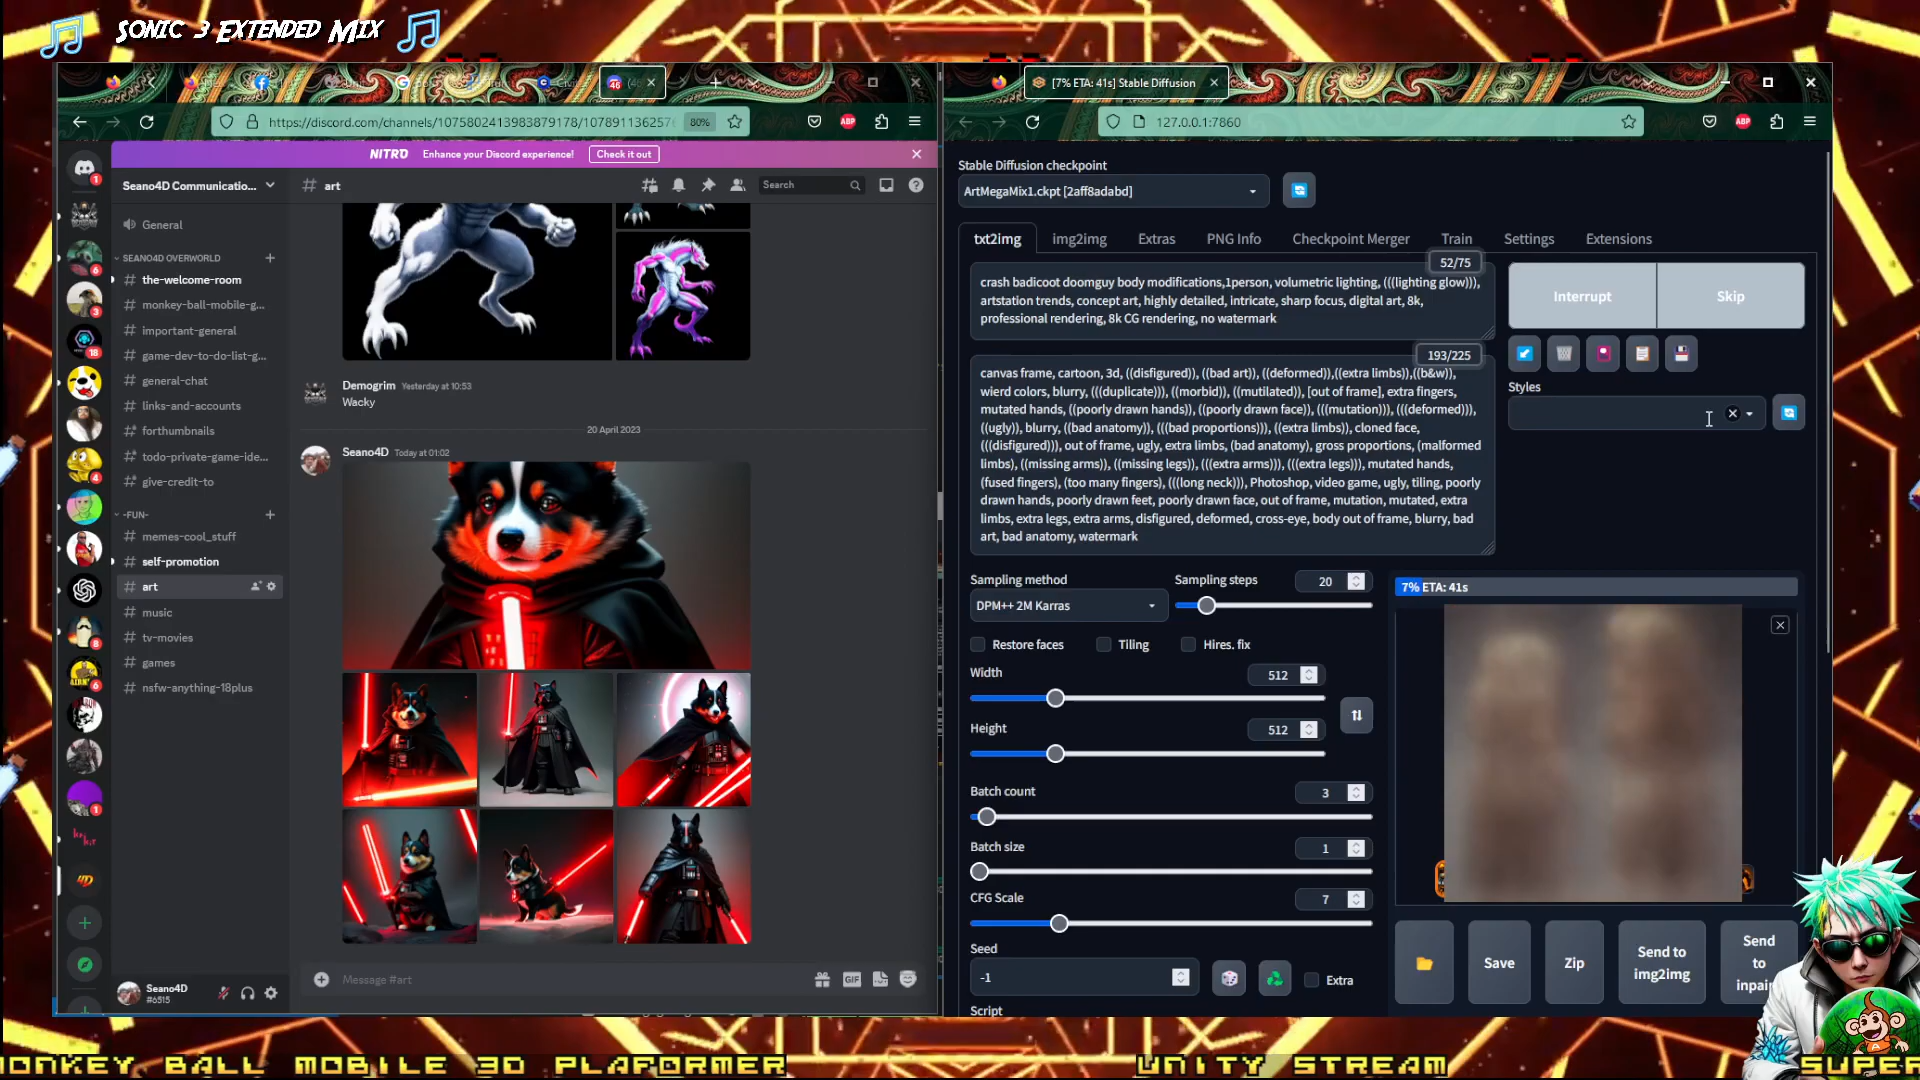 Sonic 3 Extended Mix
[7% ETA: 41s] Stable Diffusion
https://discord.com/channels/1075802413983879178/107891136257
80%
127.0.0.1:7860
NITRO
Enhance your Discord experience!
Check it out
Seano4D Communicatio...
art
Search
General
SEANO4D OVERWORLD
the-welcome-room
monkey-ball-mobile-g...
important-general
game-dev-to-do-list-g...
general-chat
links-and-accounts
forthumbnails
todo-private-game-ide...
give-credit-to
-FUN-
memes-cool_stuff
self-promotion
art
music
tv-movies
games
nsfw-anything-18plus
Seano4D
#6515
Demogrim Yesterday at 10:53
Wacky
20 April 2023
Seano4D Today at 01:02
Message #art
GIF
Stable Diffusion checkpoint
ArtMegaMix1.ckpt [2aff8adabd]
txt2img
img2img
Extras
PNG Info
Checkpoint Merger
Train
Settings
Extensions
52/75
crash badicoot doomguy body modifications,1person, volumetric lighting, (((lighting glow))),
artstation trends, concept art, highly detailed, intricate, sharp focus, digital art, 8k,
professional rendering, 8k CG rendering, no watermark
Interrupt
Skip
193/225
canvas frame, cartoon, 3d, ((disfigured)), ((bad art)), ((deformed)),((extra limbs)),((b&w)),
wierd colors, blurry, (((duplicate))), ((morbid)), ((mutilated)), [out of frame], extra fingers,
mutated hands, ((poorly drawn hands)), ((poorly drawn face)), (((mutation))), (((deformed))),
((ugly)), blurry, ((bad anatomy)), (((bad proportions))), ((extra limbs)), cloned face,
(((disfigured))), out of frame, ugly, extra limbs, (bad anatomy), gross proportions, (malformed
limbs), ((missing arms)), ((missing legs)), (((extra arms))), (((extra legs))), mutated hands,
(fused fingers), (too many fingers), (((long neck))), Photoshop, video game, ugly, tiling, poorly
drawn hands, poorly drawn feet, poorly drawn face, out of frame, mutation, mutated, extra
limbs, extra legs, extra arms, disfigured, deformed, cross-eye, body out of frame, blurry, bad
art, bad anatomy, watermark
Styles
Sampling method
DPM++ 2M Karras
Sampling steps
20
7% ETA: 41s
Restore faces
Tiling
Hires. fix
Width
512
Height
512
Batch count
3
Batch size
1
CFG Scale
7
Seed
-1
Extra
Script
Save
Zip
Send to
img2img
Send
to
inpai
ONKEY BALL MOBILE 3D PLAFORMER
UNITY STREAM
SUPER